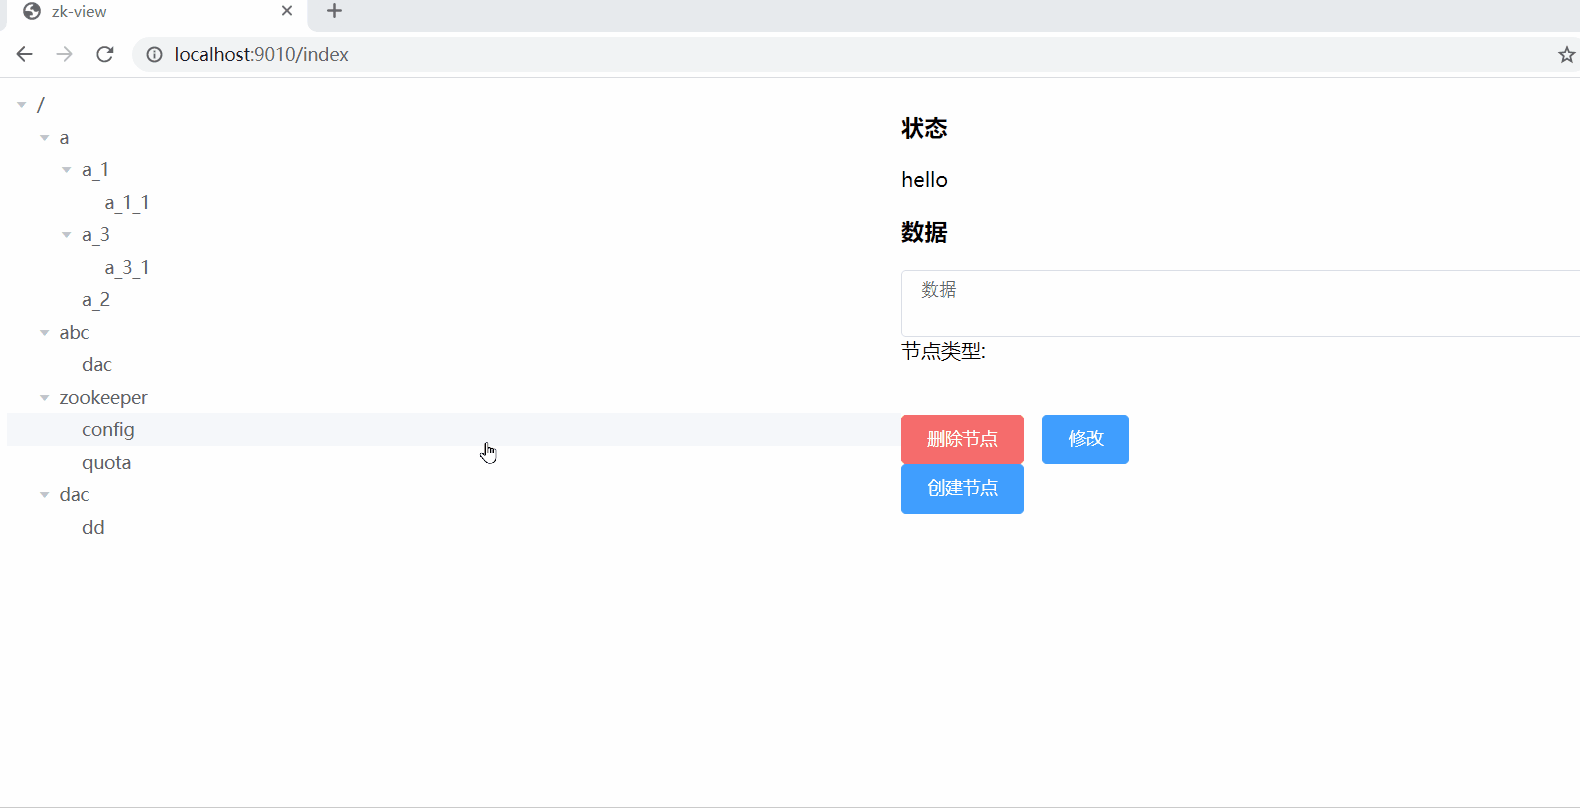 zk-view
localhost:9010/index
/
a
a_1
a_1_1
a_3
a_3_1
a_2
abc
dac
zookeeper
config
quota
dac
dd
状态
hello
数据
数据
节点类型:
删除节点 修改
创建节点